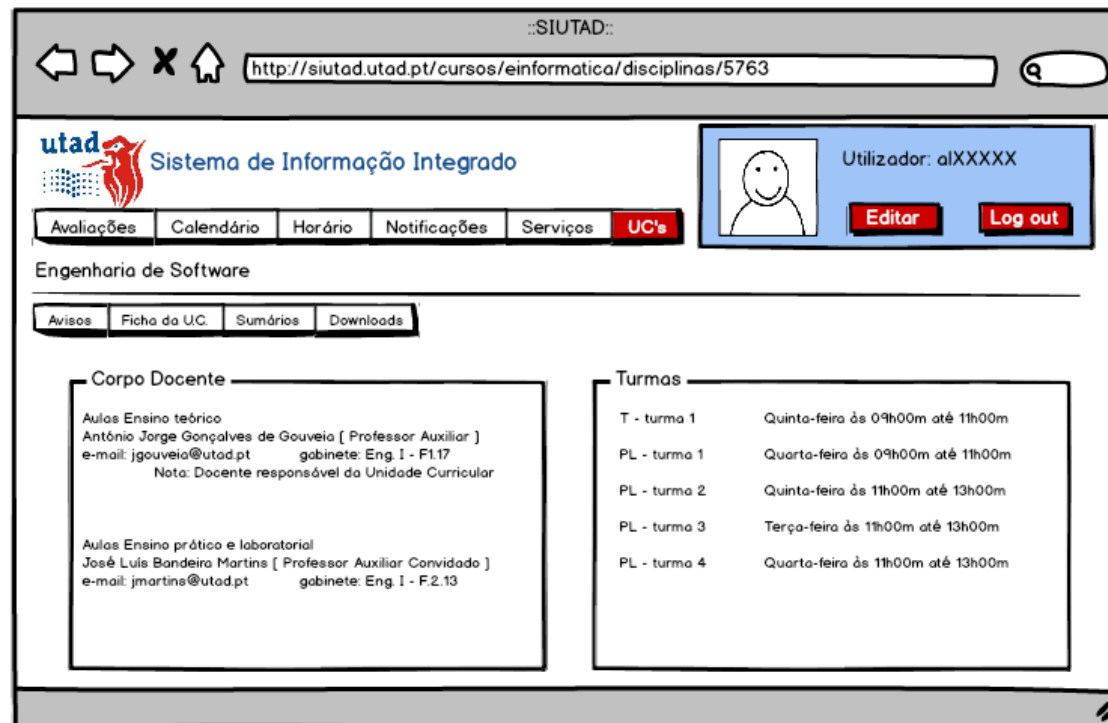 ::SIUTAD::
http://siutad.utad.pt/cursos/einformatica/disciplinas/5763
utad
Sistema de Informação Integrado
Utilizador: alXXXXX
Editar Log out
Avaliações Calendário Horário Notificações Serviços UC's
Engenharia de Software
Avisos Ficha da U.C. Sumários Downloads
Corpo Docente
Aulas Ensino teòrico
António Jorge Gonçalves de Gouveia [ Professor Auxiliar ]
e-mail: jgouveia@utad.pt gabinete: Eng. I - F1.17
Nota: Docente responsável da Unidade Curricular
Aulas Ensino prático e laboratorial
José Luís Bandeira Martins [ Professor Auxiliar Convidado ]
e-mail: jmartins@utad.pt gabinete: Eng. I - F.2.13
Turmas
T - turma 1 Quinta-feira às 09h00m até 11h00m
PL - turma 1 Quarta-feira às 09h00m até 11h00m
PL - turma 2 Quinta-feira às 11h00m até 13h00m
PL - turma 3 Terça-feira às 11h00m até 13h00m
PL - turma 4 Quarta-feira às 11h00m até 13h00m